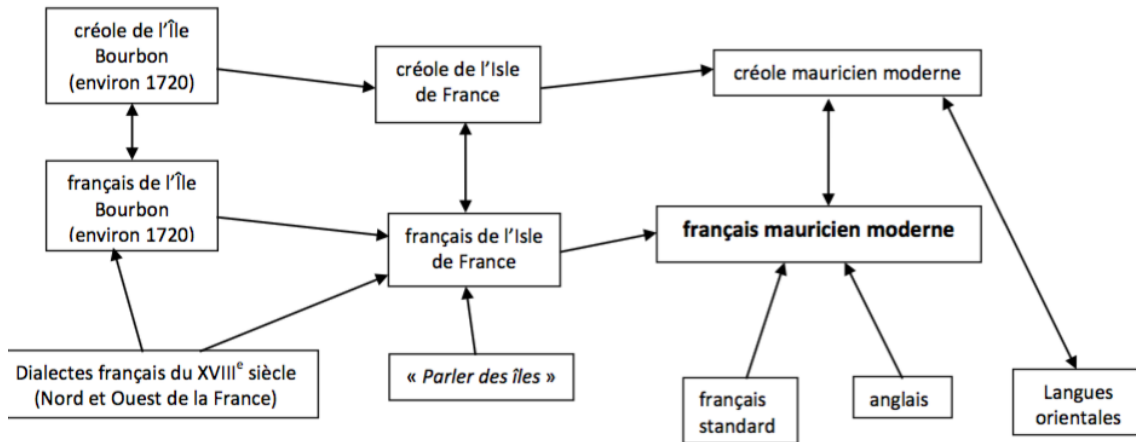 créole de l'Île
Bourbon
(environ 1720)
créole de l'Isle
de France
créole mauricien moderne
français de l'Île
Bourbon
(environ 1720)
français de l'Isle
de France
français mauricien moderne
Dialectes français du XVIIIe siècle
(Nord et Ouest de la France)
« Parler des îles »
français
standard
anglais
Langues
orientales